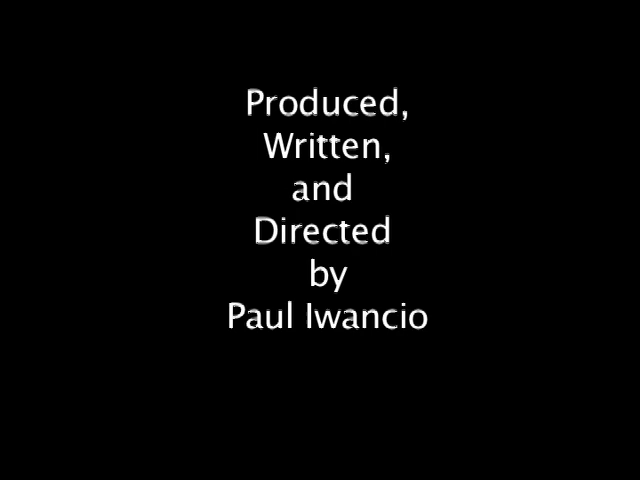 Produced,
Written,
and
Directed
by
Paul Iwancio